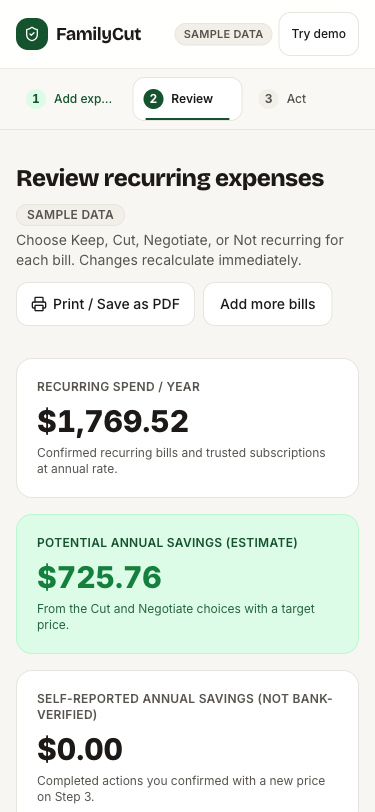 FamilyCut
SAMPLE DATA
Try demo
1 Add exp...
2 Review
3 Act
Review recurring expenses
SAMPLE DATA
Choose Keep, Cut, Negotiate, or Not recurring for
each bill. Changes recalculate immediately.
Print / Save as PDF
Add more bills
RECURRING SPEND / YEAR
$1,769.52
Confirmed recurring bills and trusted subscriptions
at annual rate.
POTENTIAL ANNUAL SAVINGS (ESTIMATE)
$725.76
From the Cut and Negotiate choices with a target
price.
SELF-REPORTED ANNUAL SAVINGS (NOT BANK-
VERIFIED)
$0.00
Completed actions you confirmed with a new price
on Step 3.